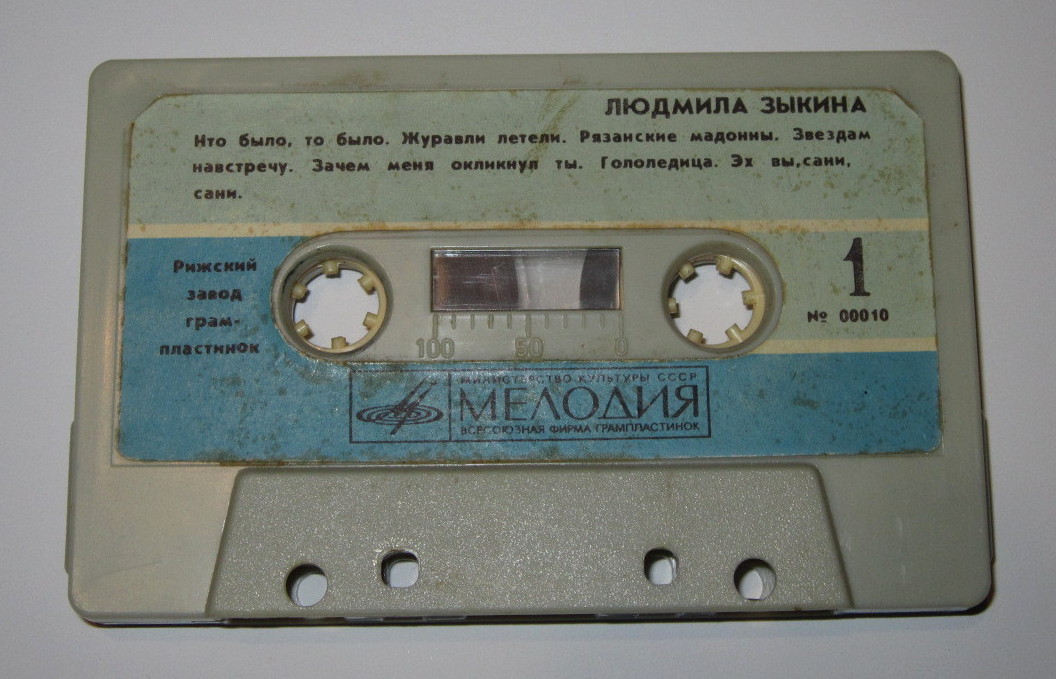 ЛЮДМИЛА ЗЫКИНА
Что было, то было. Журавли летели. Рязанские мадонны. Звездам
навстречу. Зачем меня окликнул ты. Гололедица. Эх вы,сани,
сани.
Рижский
завод
грам-
пластинок
1
№ 00010
100 50 0
МИНИСТЕРСТВО КУЛЬТУРЫ СССР
МЕЛОДИЯ
ВСЕСОЮЗНАЯ ФИРМА ГРАМПЛАСТИНОК